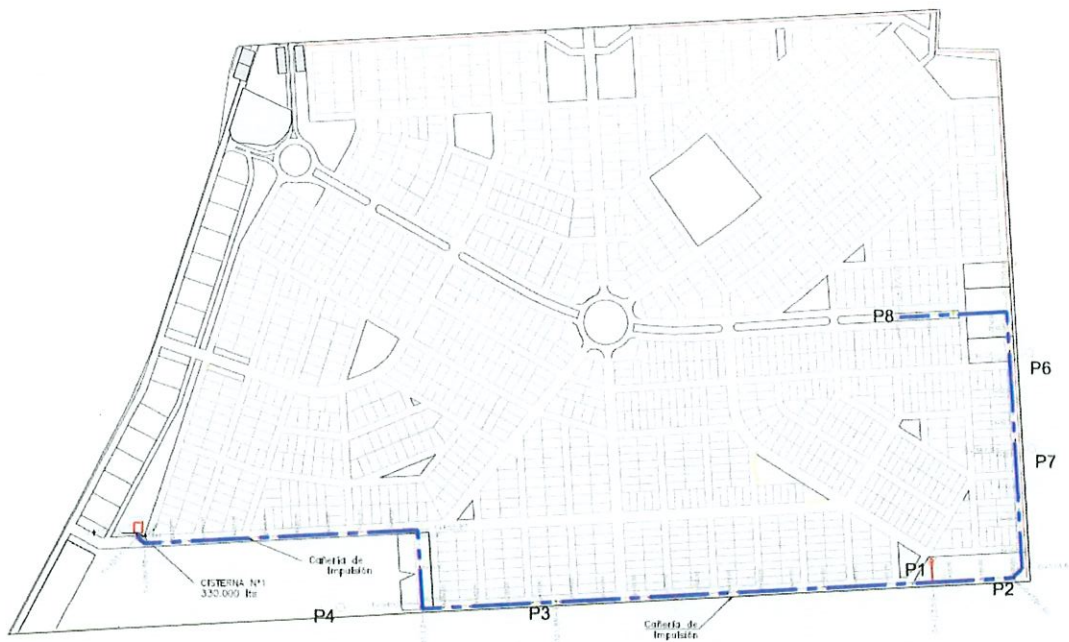 P8
P6
P7
Cañería de
Impulsión
CISTERNA Nº1
330.000 lts
P1
P2
P3
P4
Cañería de
Impulsión